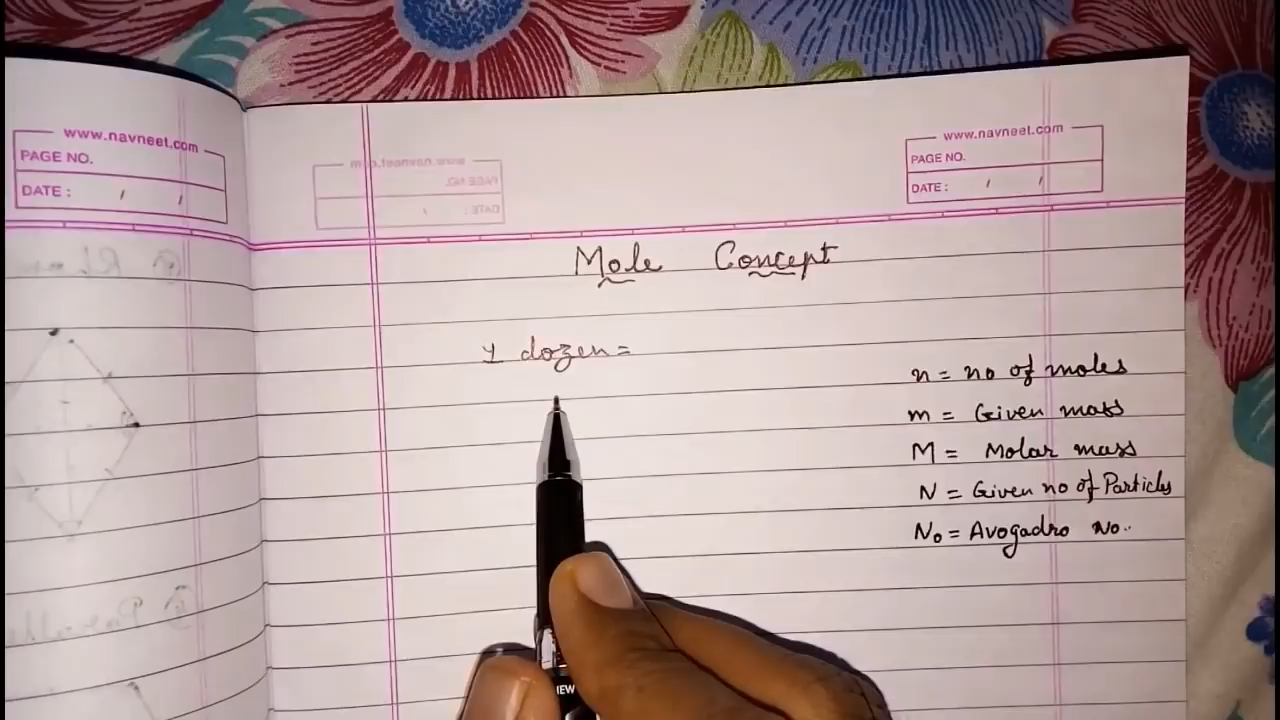 www.navneet.com
PAGE NO.
DATE : / /
www.navneet.com
PAGE NO.
DATE : / /
Mole Concept
1 dozen =
n = no of moles
m = Given mass
M = Molar mass
N = Given no of Particles
No = Avogadro No..